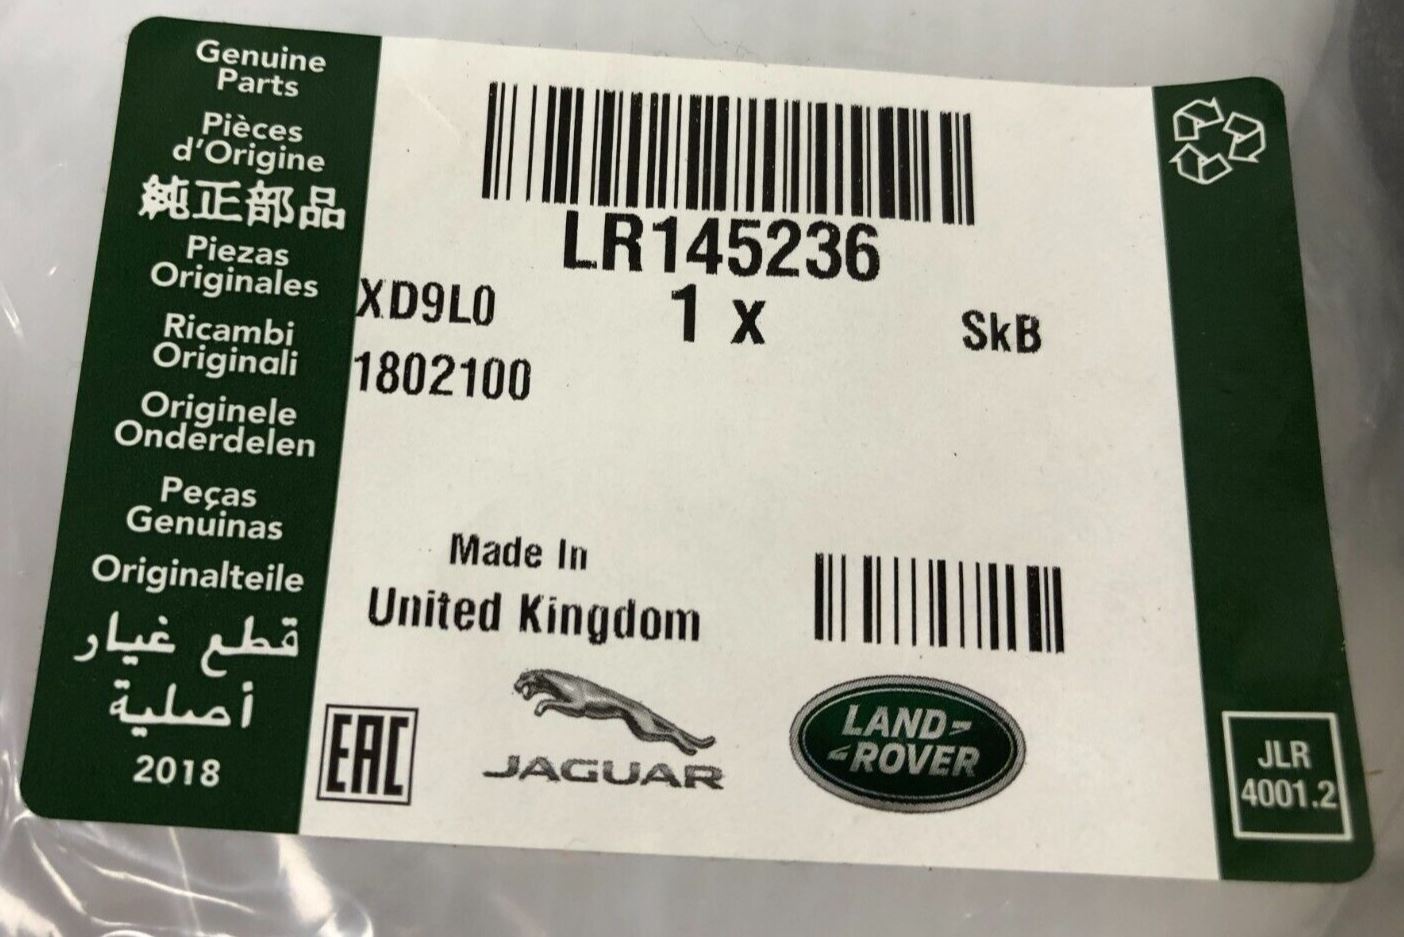 Genuine
Parts
Pièces
d'Origine
純正部品
Piezas
Originales
Ricambi
Originali
Originele
Onderdelen
Peças
Genuinas
Originalteile
قطع غيار
أصلية
2018
LR145236
XD9L0
1 x
SkB
1802100
Made In
United Kingdom
EAC
JAGUAR
LAND-
-ROVER
JLR
4001.2